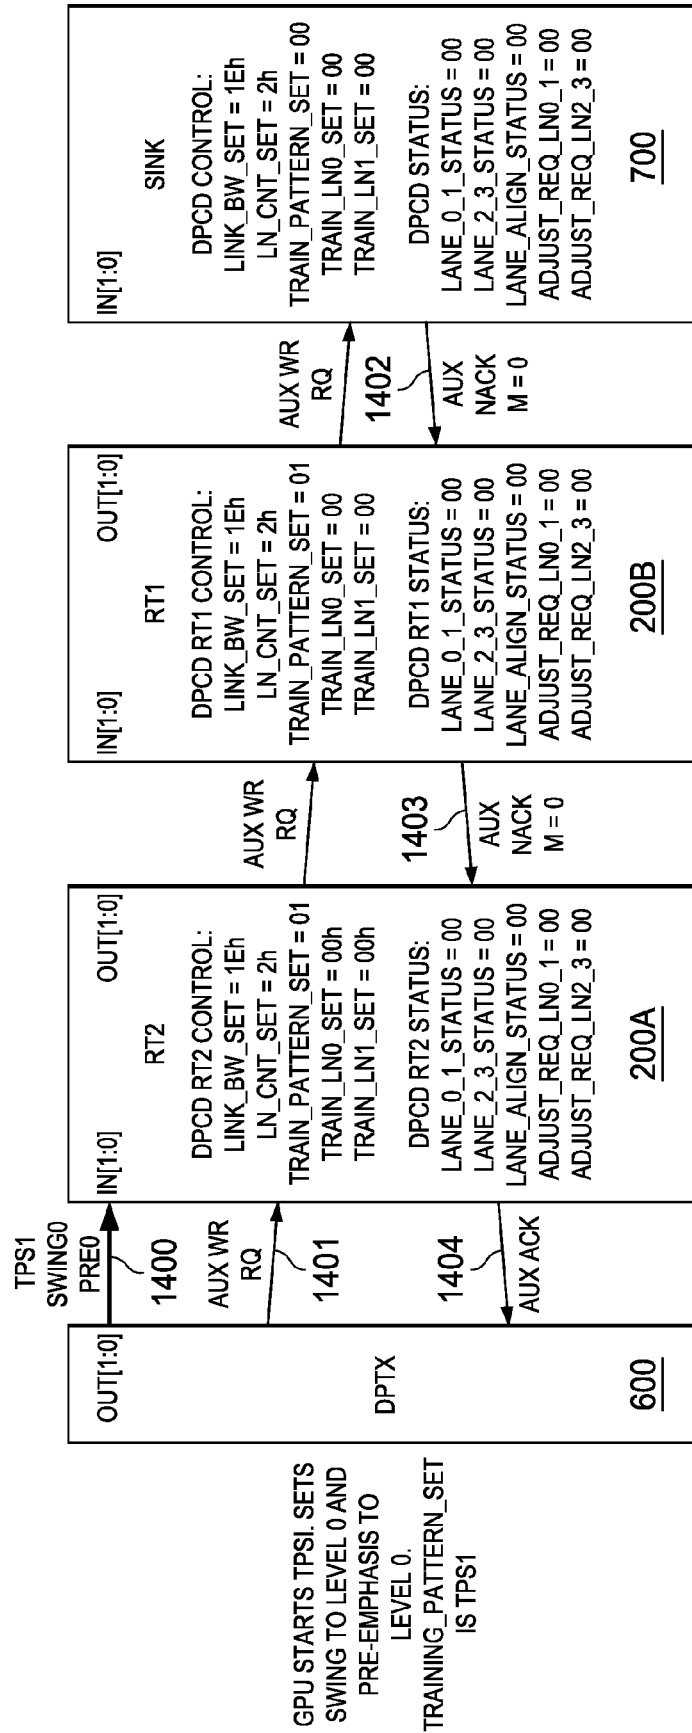 GPU STARTS TPSI. SETS
SWING TO LEVEL 0 AND
PRE-EMPHASIS TO
LEVEL 0.
TRAINING_PATTERN_SET
IS TPS1
OUT[1:0]
DPTX
600
TPS1
SWING0
PRE0
1400
AUX WR
RQ
1401
1404
AUX ACK
IN[1:0]
OUT[1:0]
RT2
DPCD RT2 CONTROL:
LINK_BW_SET = 1Eh
LN_CNT_SET = 2h
TRAIN_PATTERN_SET = 01
TRAIN_LN0_SET = 00h
TRAIN_LN1_SET = 00h
DPCD RT2 STATUS:
LANE_0_1_STATUS = 00
LANE_2_3_STATUS = 00
LANE_ALIGN_STATUS = 00
ADJUST_REQ_LN0_1 = 00
ADJUST_REQ_LN2_3 = 00
200A
AUX WR
RQ
1403
AUX
NACK
M = 0
IN[1:0]
OUT[1:0]
RT1
DPCD RT1 CONTROL:
LINK_BW_SET = 1Eh
LN_CNT_SET = 2h
TRAIN_PATTERN_SET = 01
TRAIN_LN0_SET = 00
TRAIN_LN1_SET = 00
DPCD RT1 STATUS:
LANE_0_1_STATUS = 00
LANE_2_3_STATUS = 00
LANE_ALIGN_STATUS = 00
ADJUST_REQ_LN0_1 = 00
ADJUST_REQ_LN2_3 = 00
200B
AUX WR
RQ
1402
AUX
NACK
M = 0
IN[1:0]
SINK
DPCD CONTROL:
LINK_BW_SET = 1Eh
LN_CNT_SET = 2h
TRAIN_PATTERN_SET = 00
TRAIN_LN0_SET = 00
TRAIN_LN1_SET = 00
DPCD STATUS:
LANE_0_1_STATUS = 00
LANE_2_3_STATUS = 00
LANE_ALIGN_STATUS = 00
ADJUST_REQ_LN0_1 = 00
ADJUST_REQ_LN2_3 = 00
700